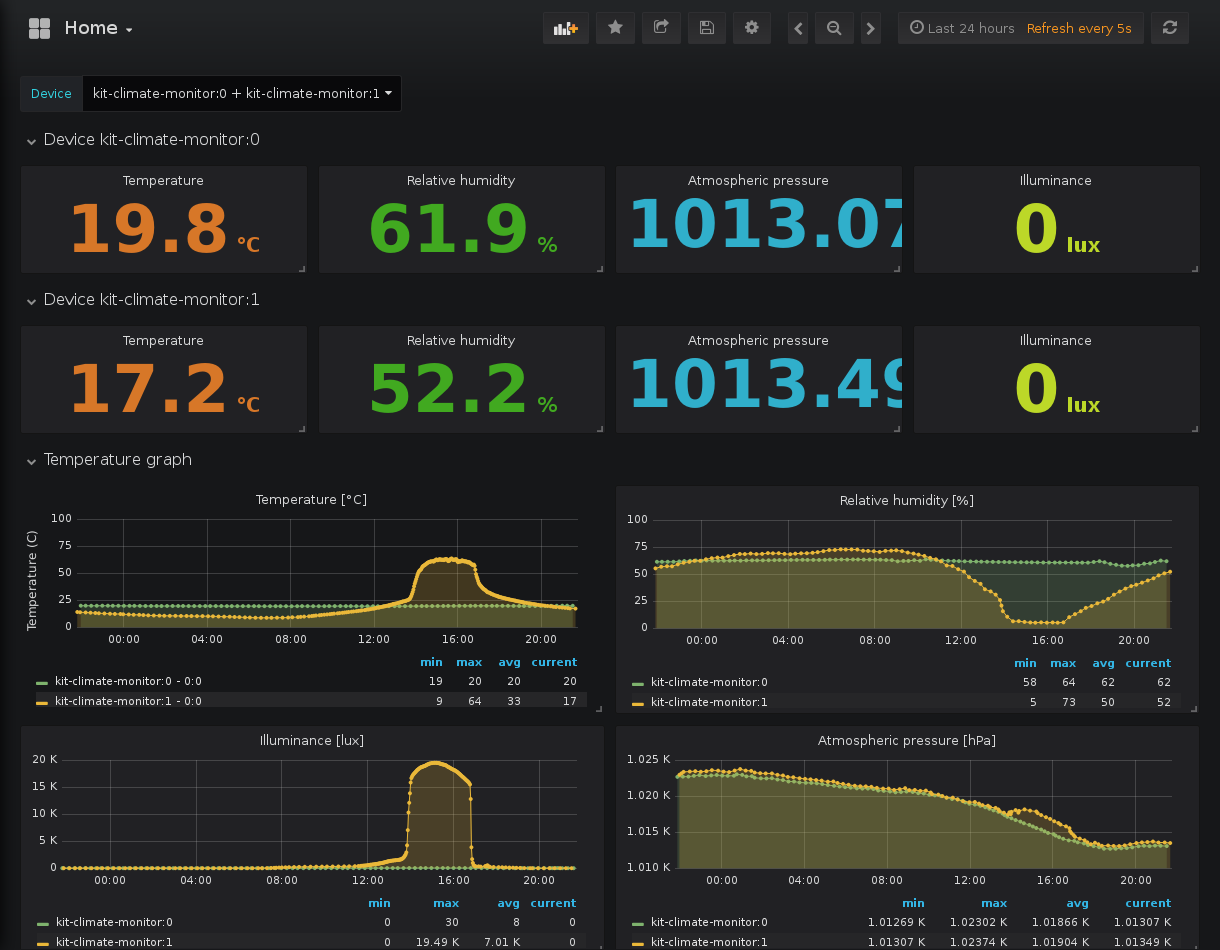 Home
Last 24 hours Refresh every 5s
Device kit-climate-monitor:0 + kit-climate-monitor:1
Device kit-climate-monitor:0
Temperature Relative humidity Atmospheric pressure Illuminance
19.8 °C 61.9 % 1013.07 0 lux
Device kit-climate-monitor:1
Temperature Relative humidity Atmospheric pressure Illuminance
17.2 °C 52.2 % 1013.49 0 lux
Temperature graph
Temperature [°C]
Temperature (C)
100
75
50
25
0
00:00 04:00 08:00 12:00 16:00 20:00
min max avg current
kit-climate-monitor:0 - 0:0 19 20 20 20
kit-climate-monitor:1 - 0:0 9 64 33 17
Relative humidity [%]
100
75
50
25
0
00:00 04:00 08:00 12:00 16:00 20:00
min max avg current
kit-climate-monitor:0 58 64 62 62
kit-climate-monitor:1 5 73 50 52
Illuminance [lux]
20 K
15 K
10 K
5 K
0
00:00 04:00 08:00 12:00 16:00 20:00
min max avg current
kit-climate-monitor:0 0 30 8 0
kit-climate-monitor:1 0 19.49 K 7.01 K 0
Atmospheric pressure [hPa]
1.025 K
1.020 K
1.015 K
1.010 K
00:00 04:00 08:00 12:00 16:00 20:00
min max avg current
kit-climate-monitor:0 1.01269 K 1.02302 K 1.01866 K 1.01307 K
kit-climate-monitor:1 1.01307 K 1.02374 K 1.01904 K 1.01349 K